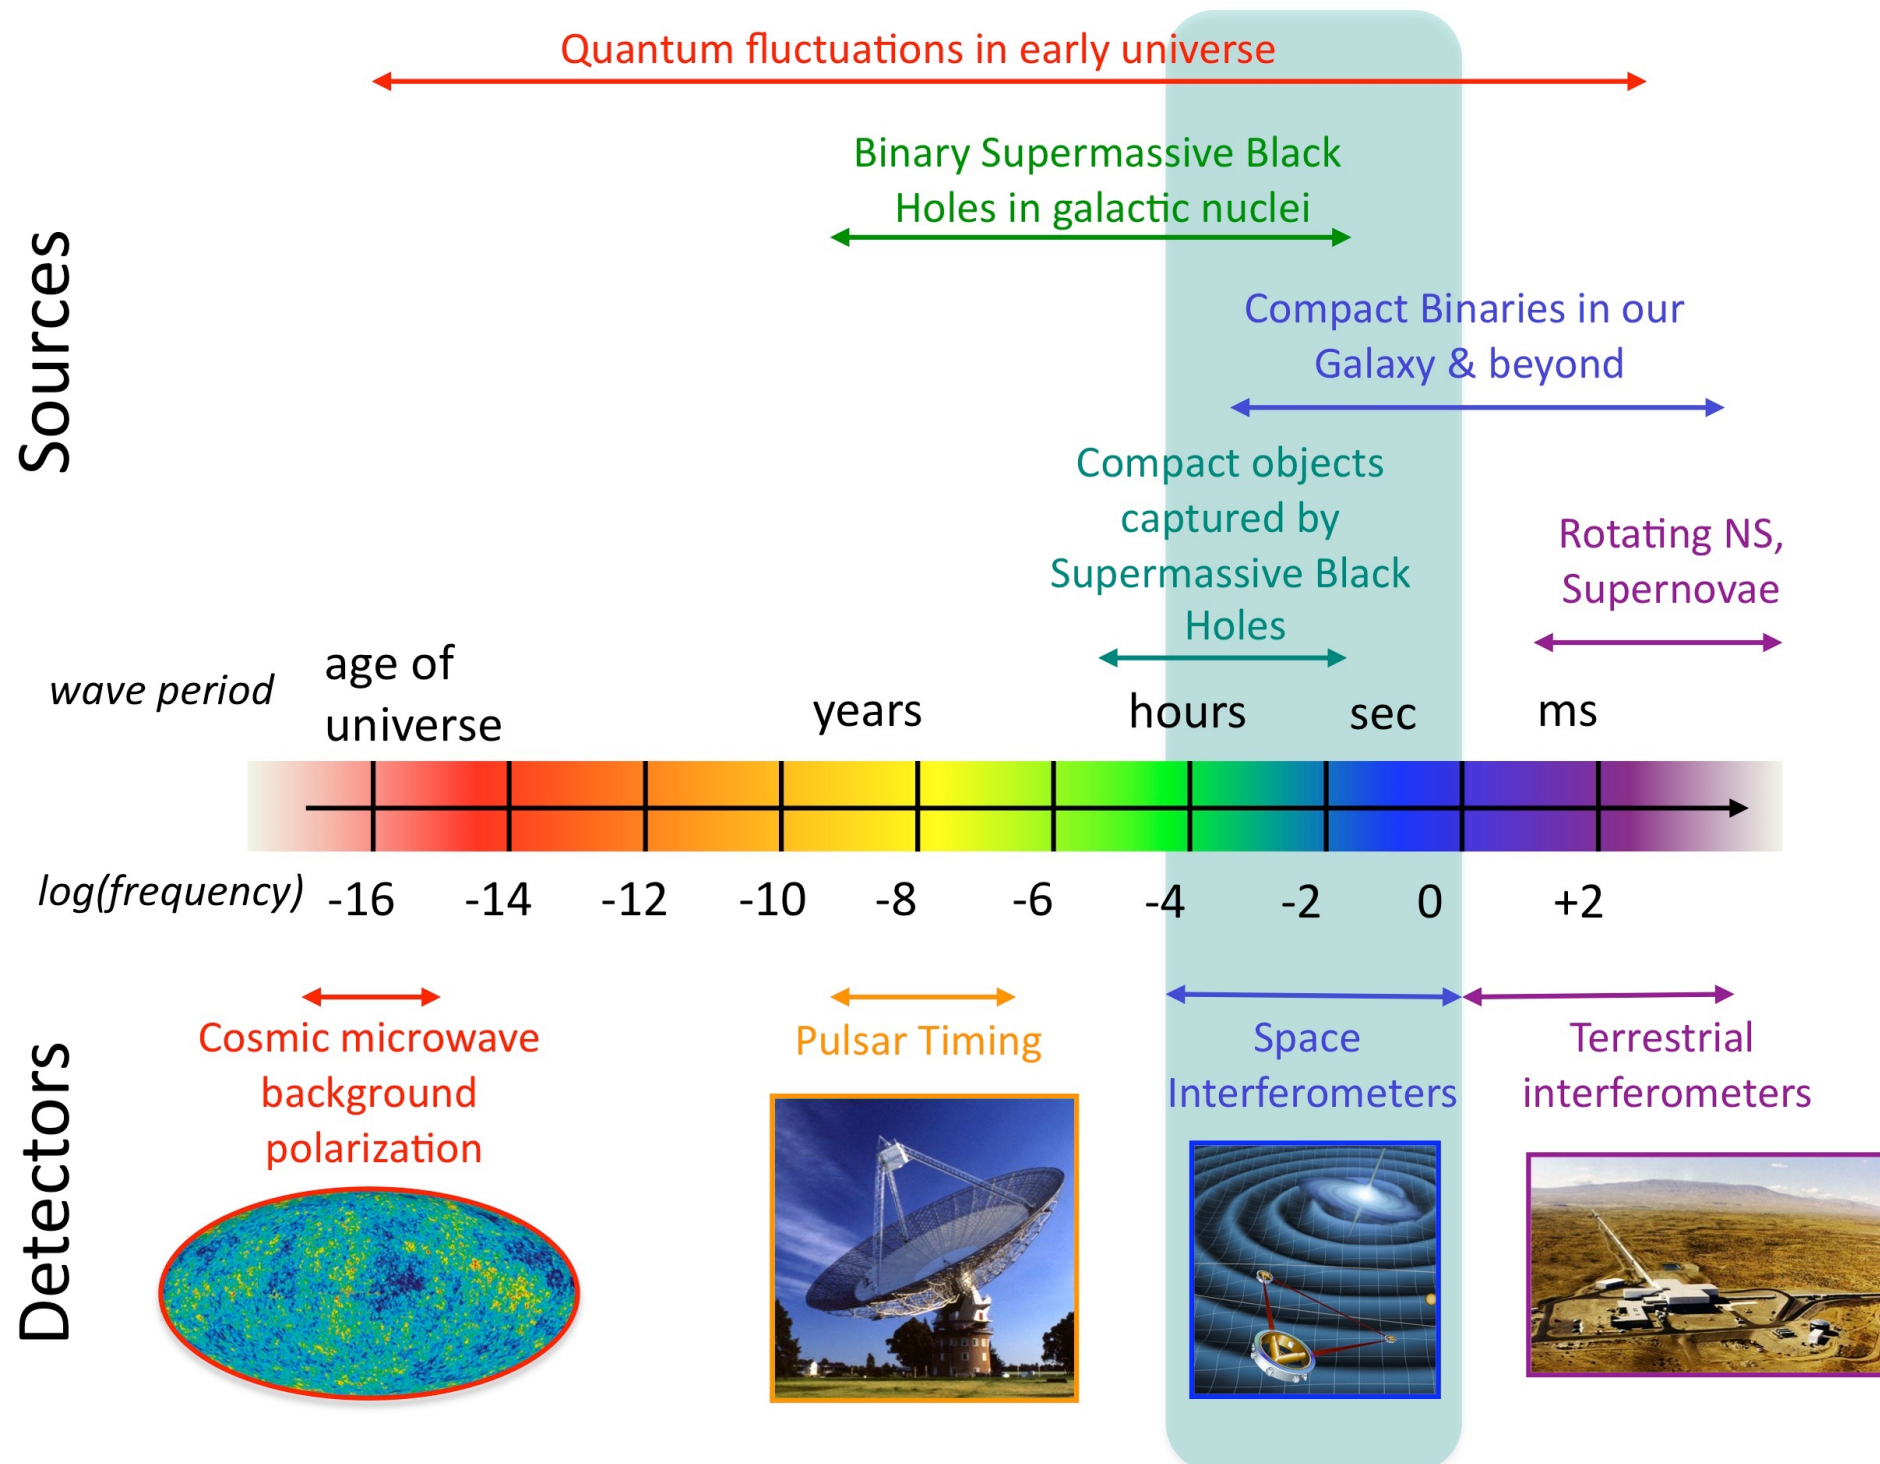 Quantum fluctuations in early universe
Binary Supermassive Black
Holes in galactic nuclei
Compact Binaries in our
Galaxy & beyond
Compact objects
captured by
Supermassive Black
Holes
Rotating NS,
Supernovae
Sources
wave period
age of
universe
years
hours
sec
ms
log(frequency)
-16
-14
-12
-10
-8
-6
-4
-2
0
+2
Detectors
Cosmic microwave
background
polarization
Pulsar Timing
Space
Interferometers
Terrestrial
interferometers